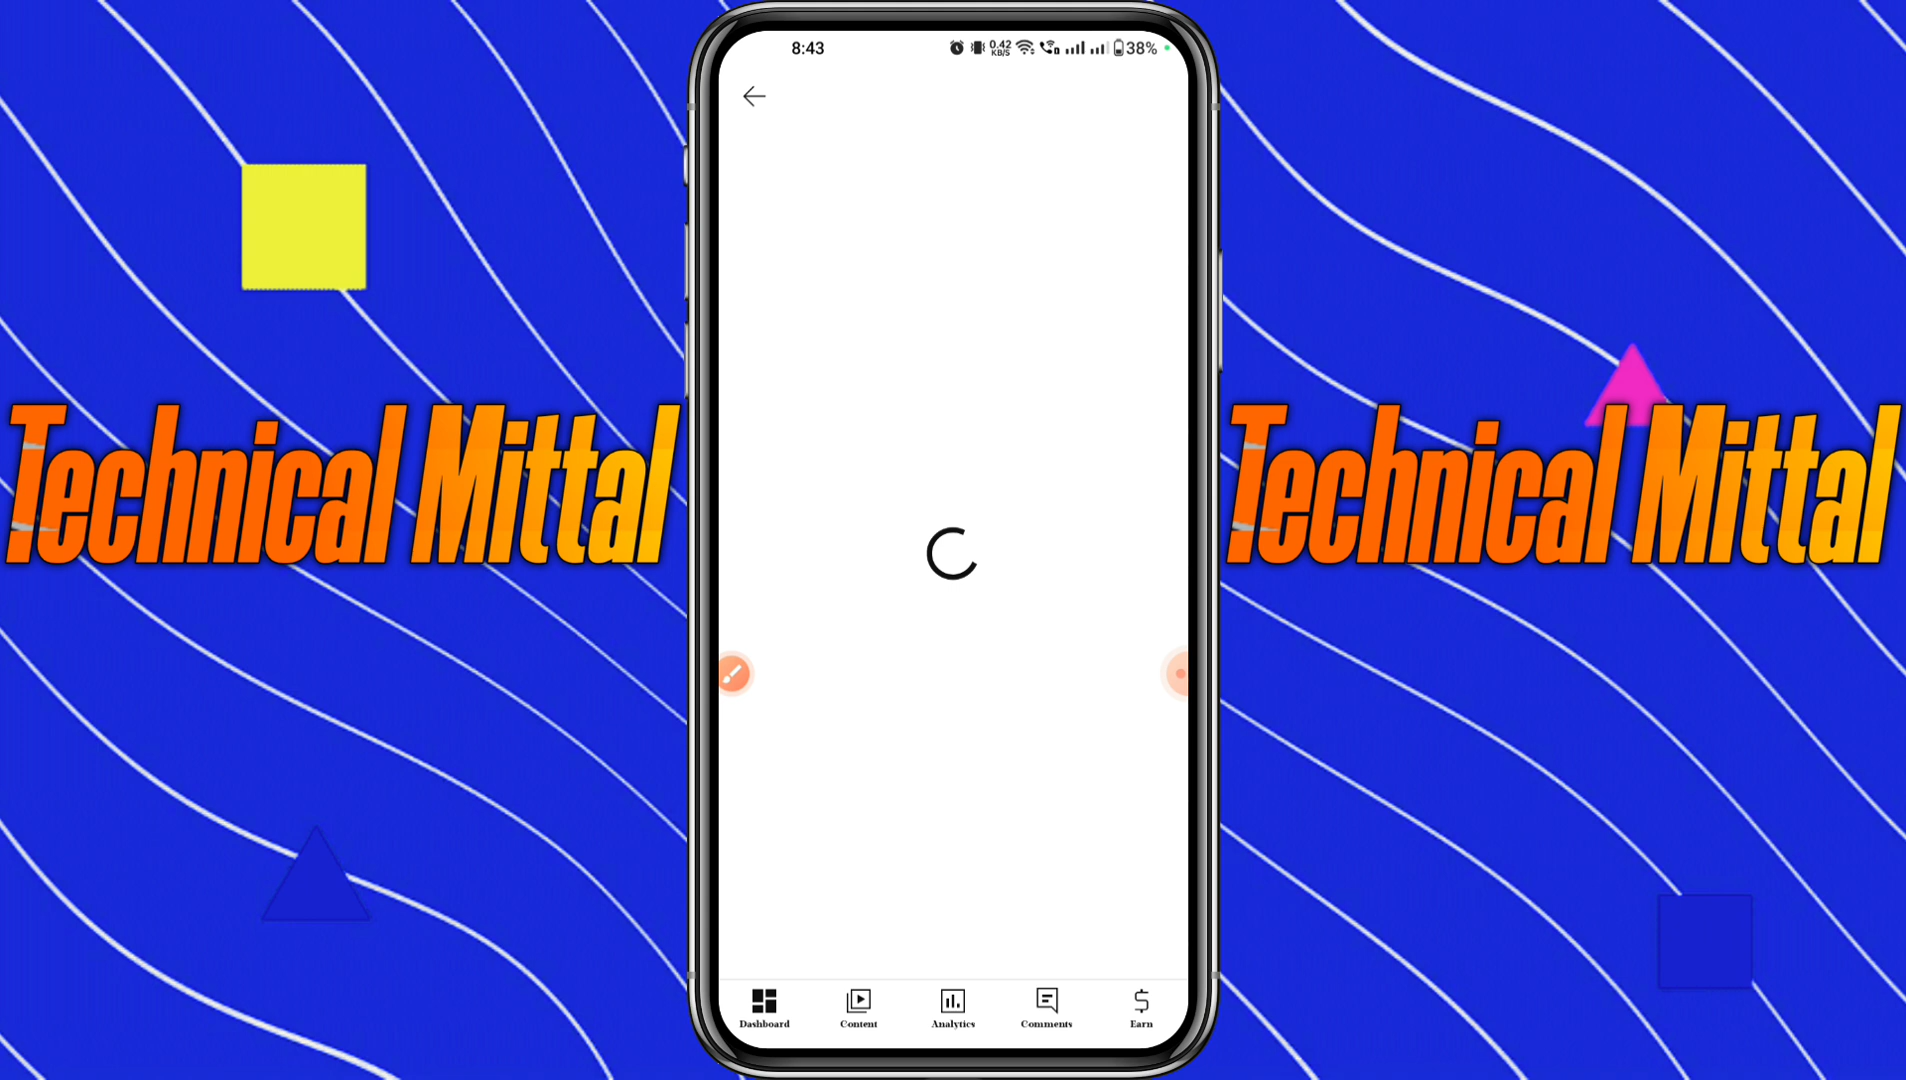 8:43
0.42
KB/S
38%
Technical Mittal
Technical Mittal
Dashboard
Content
Analytics
Comments
Earn